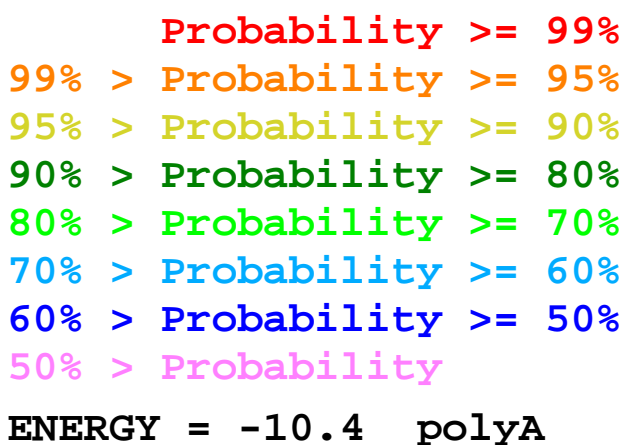 Probability >= 99%
99% > Probability >= 95%
95% > Probability >= 90%
90% > Probability >= 80%
80% > Probability >= 70%
70% > Probability >= 60%
60% > Probability >= 50%
50% > Probability
ENERGY = -10.4 polyA